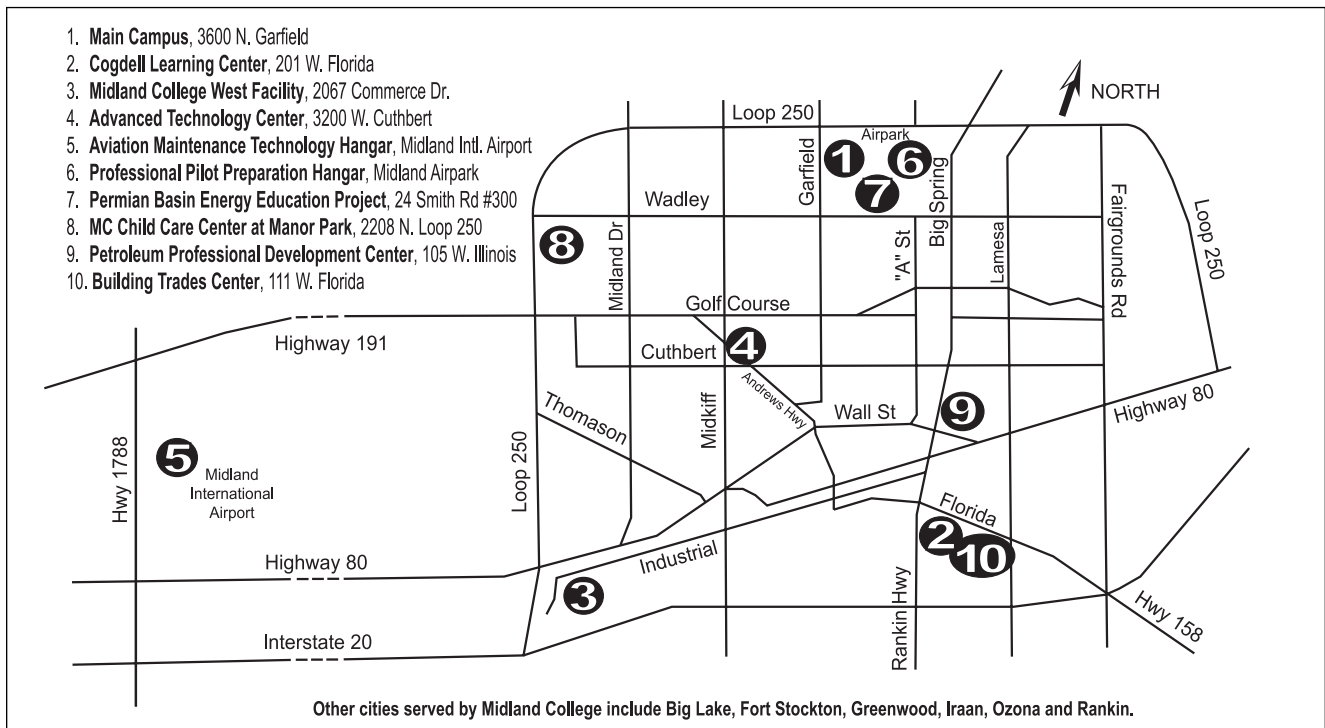 1. Main Campus, 3600 N. Garfield
2. Cogdell Learning Center, 201 W. Florida
3. Midland College West Facility, 2067 Commerce Dr.
4. Advanced Technology Center, 3200 W. Cuthbert
5. Aviation Maintenance Technology Hangar, Midland Intl. Airport
6. Professional Pilot Preparation Hangar, Midland Airpark
7. Permian Basin Energy Education Project, 24 Smith Rd #300
8. MC Child Care Center at Manor Park, 2208 N. Loop 250
9. Petroleum Professional Development Center, 105 W. Illinois
10. Building Trades Center, 111 W. Florida
NORTH
Loop 250
Airpark
1
6
7
Garfield
Big Spring
Wadley
8
Midland Dr
"A" St
Lamesa
Fairgrounds Rd
Loop 250
Golf Course
Highway 191
Cuthbert
4
Andrews Hwy
Thomason
Midkiff
Wall St
9
Highway 80
Hwy 1788
5
Midland
International
Airport
Loop 250
Florida
2
10
Highway 80
Industrial
3
Rankin Hwy
Hwy 158
Interstate 20
Other cities served by Midland College include Big Lake, Fort Stockton, Greenwood, Iraan, Ozona and Rankin.